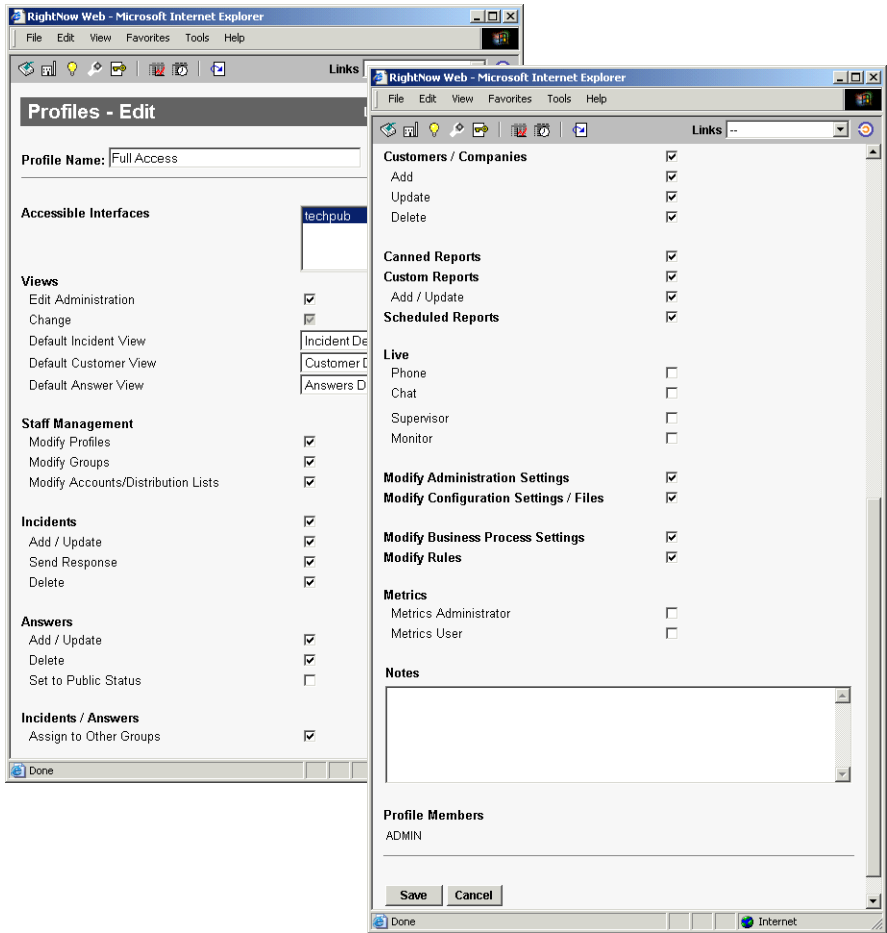 RightNow Web - Microsoft Internet Explorer
File Edit View Favorites Tools Help
Links
Profiles - Edit
Profile Name: Full Access
Accessible Interfaces
techpub
Views
Edit Administration
Change
Default Incident View Incident De
Default Customer View Customer D
Default Answer View Answers D
Staff Management
Modify Profiles
Modify Groups
Modify Accounts/Distribution Lists
Incidents
Add / Update
Send Response
Delete
Answers
Add / Update
Delete
Set to Public Status
Incidents / Answers
Assign to Other Groups
Done
RightNow Web - Microsoft Internet Explorer
File Edit View Favorites Tools Help
Links --
Customers / Companies
Add
Update
Delete
Canned Reports
Custom Reports
Add / Update
Scheduled Reports
Live
Phone
Chat
Supervisor
Monitor
Modify Administration Settings
Modify Configuration Settings / Files
Modify Business Process Settings
Modify Rules
Metrics
Metrics Administrator
Metrics User
Notes
Profile Members
ADMIN
Save Cancel
Done Internet